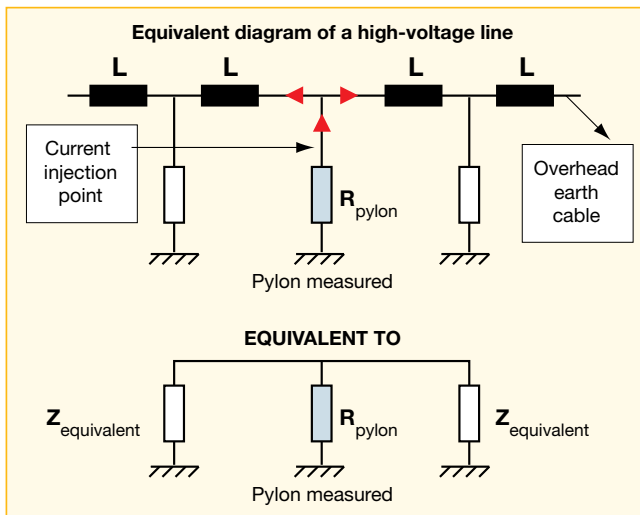 Equivalent diagram of a high-voltage line
L L L L
Current
injection
point
R pylon
Overhead
earth
cable
Pylon measured
EQUIVALENT TO
Z equivalent R pylon Z equivalent
Pylon measured